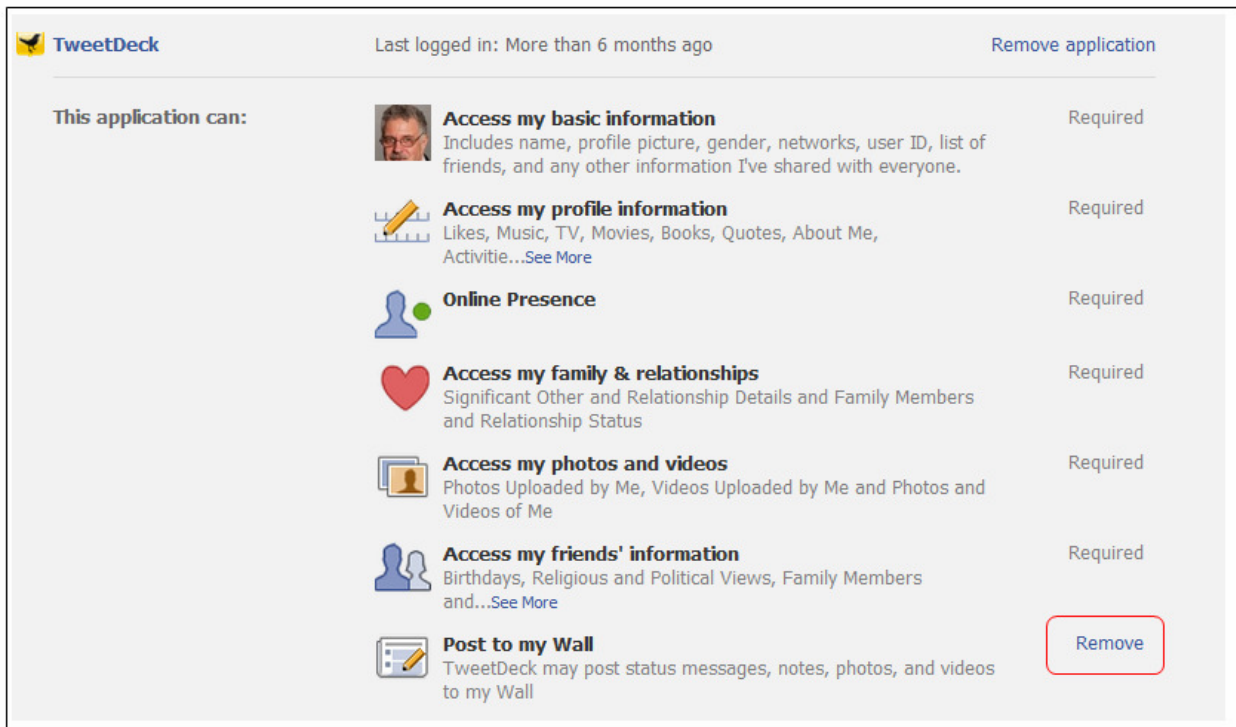 TweetDeck Last logged in: More than 6 months ago Remove application
This application can: Access my basic information Required
Includes name, profile picture, gender, networks, user ID, list of
friends, and any other information I've shared with everyone.
Access my profile information Required
Likes, Music, TV, Movies, Books, Quotes, About Me,
Activitie...See More
Online Presence Required
Access my family & relationships Required
Significant Other and Relationship Details and Family Members
and Relationship Status
Access my photos and videos Required
Photos Uploaded by Me, Videos Uploaded by Me and Photos and
Videos of Me
Access my friends' information Required
Birthdays, Religious and Political Views, Family Members
and...See More
Post to my Wall Remove
TweetDeck may post status messages, notes, photos, and videos
to my Wall